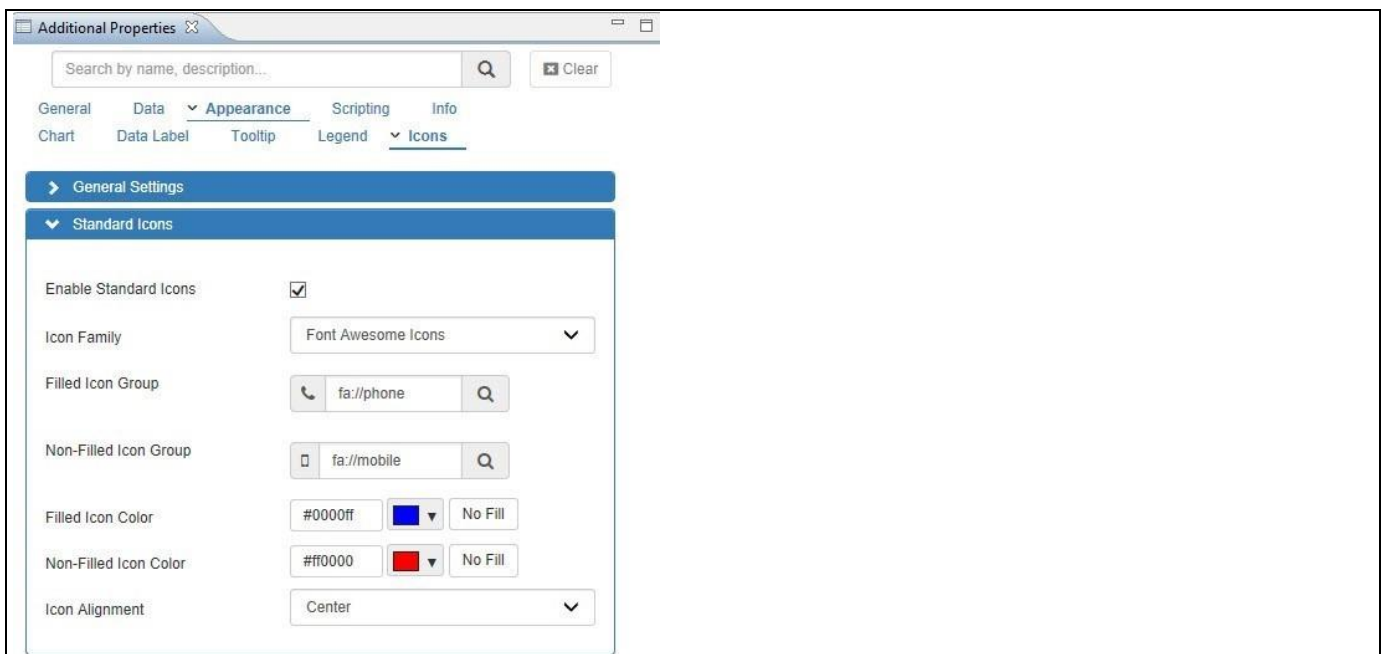 Additional Properties
Search by name, description... Clear
General Data Appearance Scripting Info
Chart Data Label Tooltip Legend Icons
General Settings
Standard Icons
Enable Standard Icons
Icon Family Font Awesome Icons
Filled Icon Group fa://phone
Non-Filled Icon Group fa://mobile
Filled Icon Color #0000ff No Fill
Non-Filled Icon Color #ff0000 No Fill
Icon Alignment Center